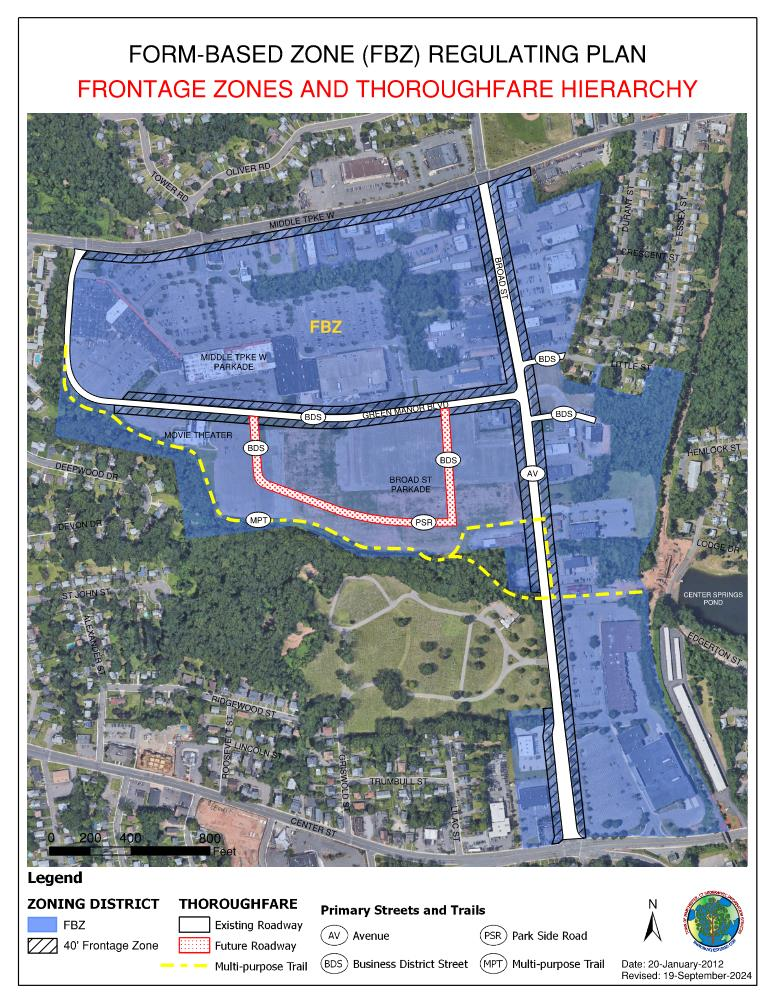 FORM-BASED ZONE (FBZ) REGULATING PLAN
FRONTAGE ZONES AND THOROUGHFARE HIERARCHY
TOWER RD
OLIVER RD
MIDDLE TPKE W
DURANT ST
ESSEX ST
CRESCENT ST
BROAD ST
FBZ
MIDDLE TPKE W
PARKADE
BDS
LITTLE ST
BDS
GREEN MANOR BLVD
BDS
MOVIE THEATER
BDS
BDS
HEMLOCK ST
DEEPWOOD DR
AV
BROAD ST
PARKADE
DEVON DR
MPT
PSR
LODGE DR
ST JOHN ST
CENTER SPRINGS
POND
ALEXANDER ST
EDGERTON ST
RIDGEWOOD ST
ROOSEVELT ST
LINCOLN ST
GRISWOLD ST
TRUMBULL ST
LILAC ST
CENTER ST
0 200 400 800
Feet
Legend
ZONING DISTRICT
FBZ
40' Frontage Zone
THOROUGHFARE
Existing Roadway
Future Roadway
Multi-purpose Trail
Primary Streets and Trails
AV Avenue
PSR Park Side Road
BDS Business District Street
MPT Multi-purpose Trail
N
Date: 20-January-2012
Revised: 19-September-2024